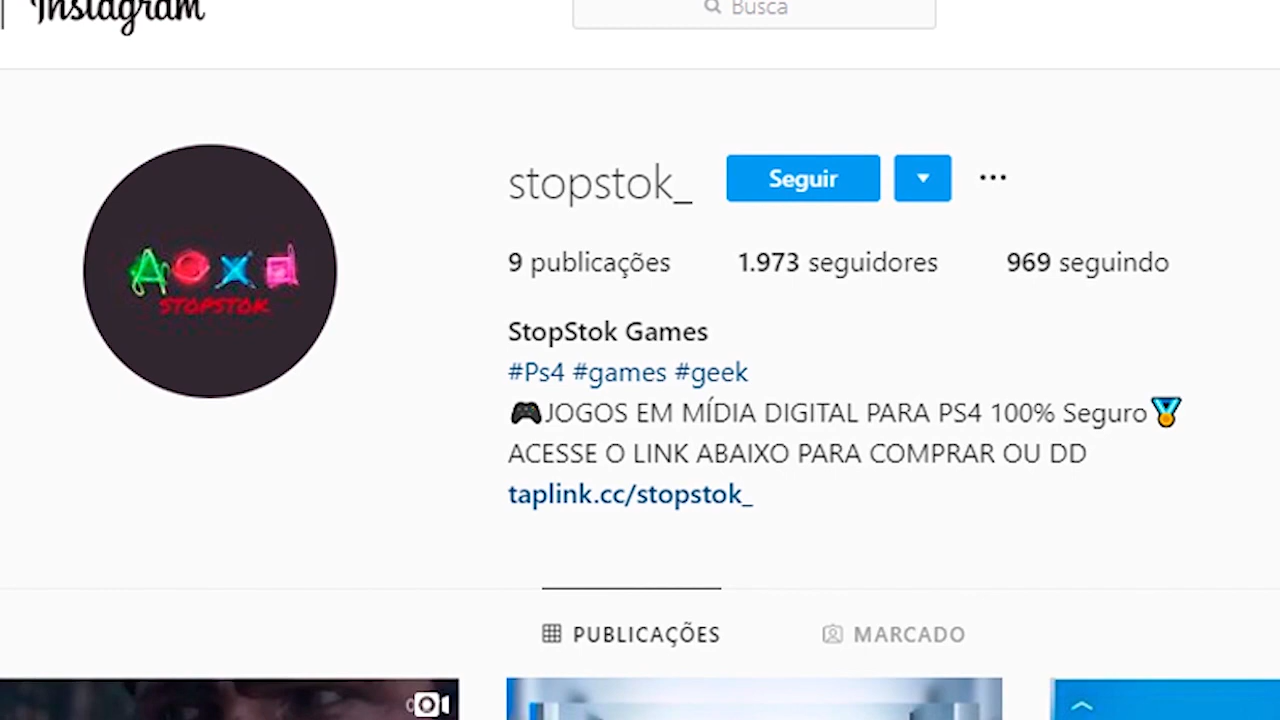 Instagram
Busca
stopstok_ Seguir
9 publicações 1.973 seguidores 969 seguindo
StopStok Games
#Ps4 #games #geek
🎮JOGOS EM MÍDIA DIGITAL PARA PS4 100% Seguro🏅
ACESSE O LINK ABAIXO PARA COMPRAR OU DD
taplink.cc/stopstok_
STOPSTOK
PUBLICAÇÕES MARCADO